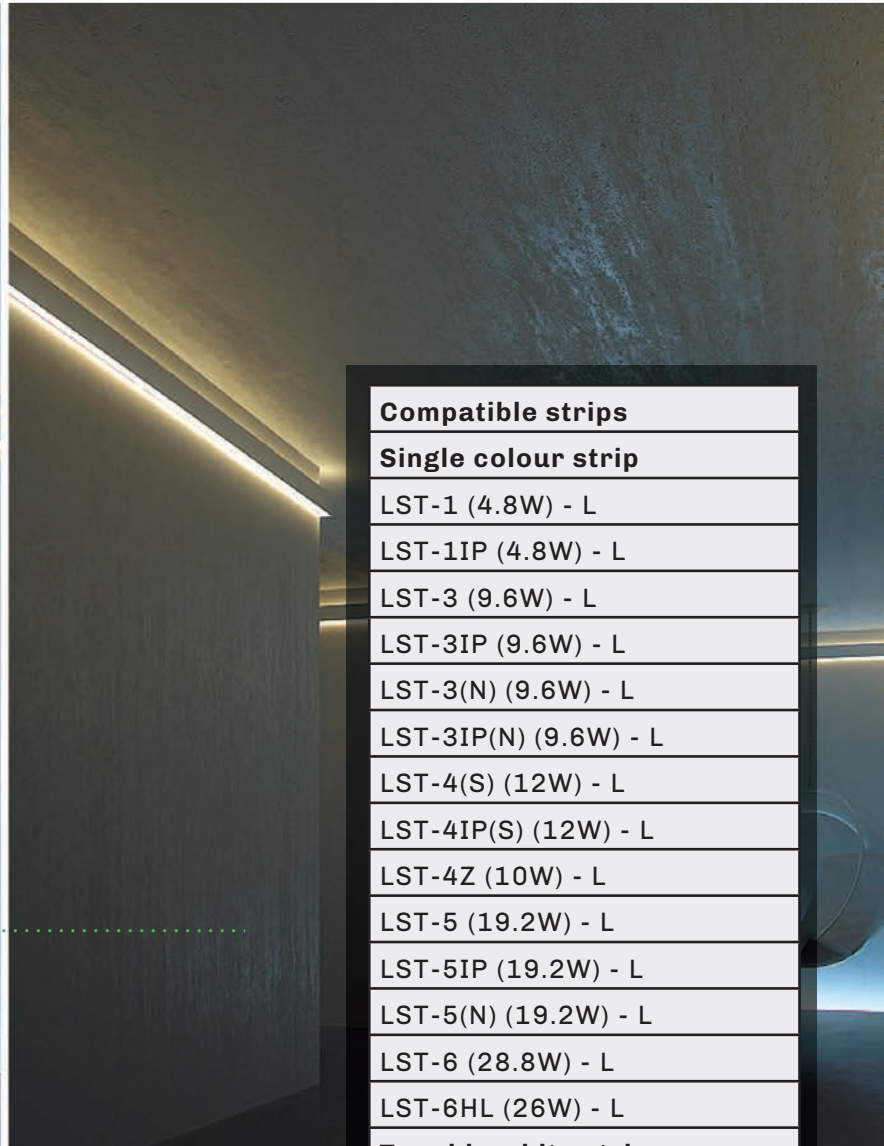 Compatible strips
Single colour strip
LST-1 (4.8W) - L
LST-1IP (4.8W) - L
LST-3 (9.6W) - L
LST-3IP (9.6W) - L
LST-3(N) (9.6W) - L
LST-3IP(N) (9.6W) - L
LST-4(S) (12W) - L
LST-4IP(S) (12W) - L
LST-4Z (10W) - L
LST-5 (19.2W) - L
LST-5IP (19.2W) - L
LST-5(N) (19.2W) - L
LST-6 (28.8W) - L
LST-6HL (26W) - L